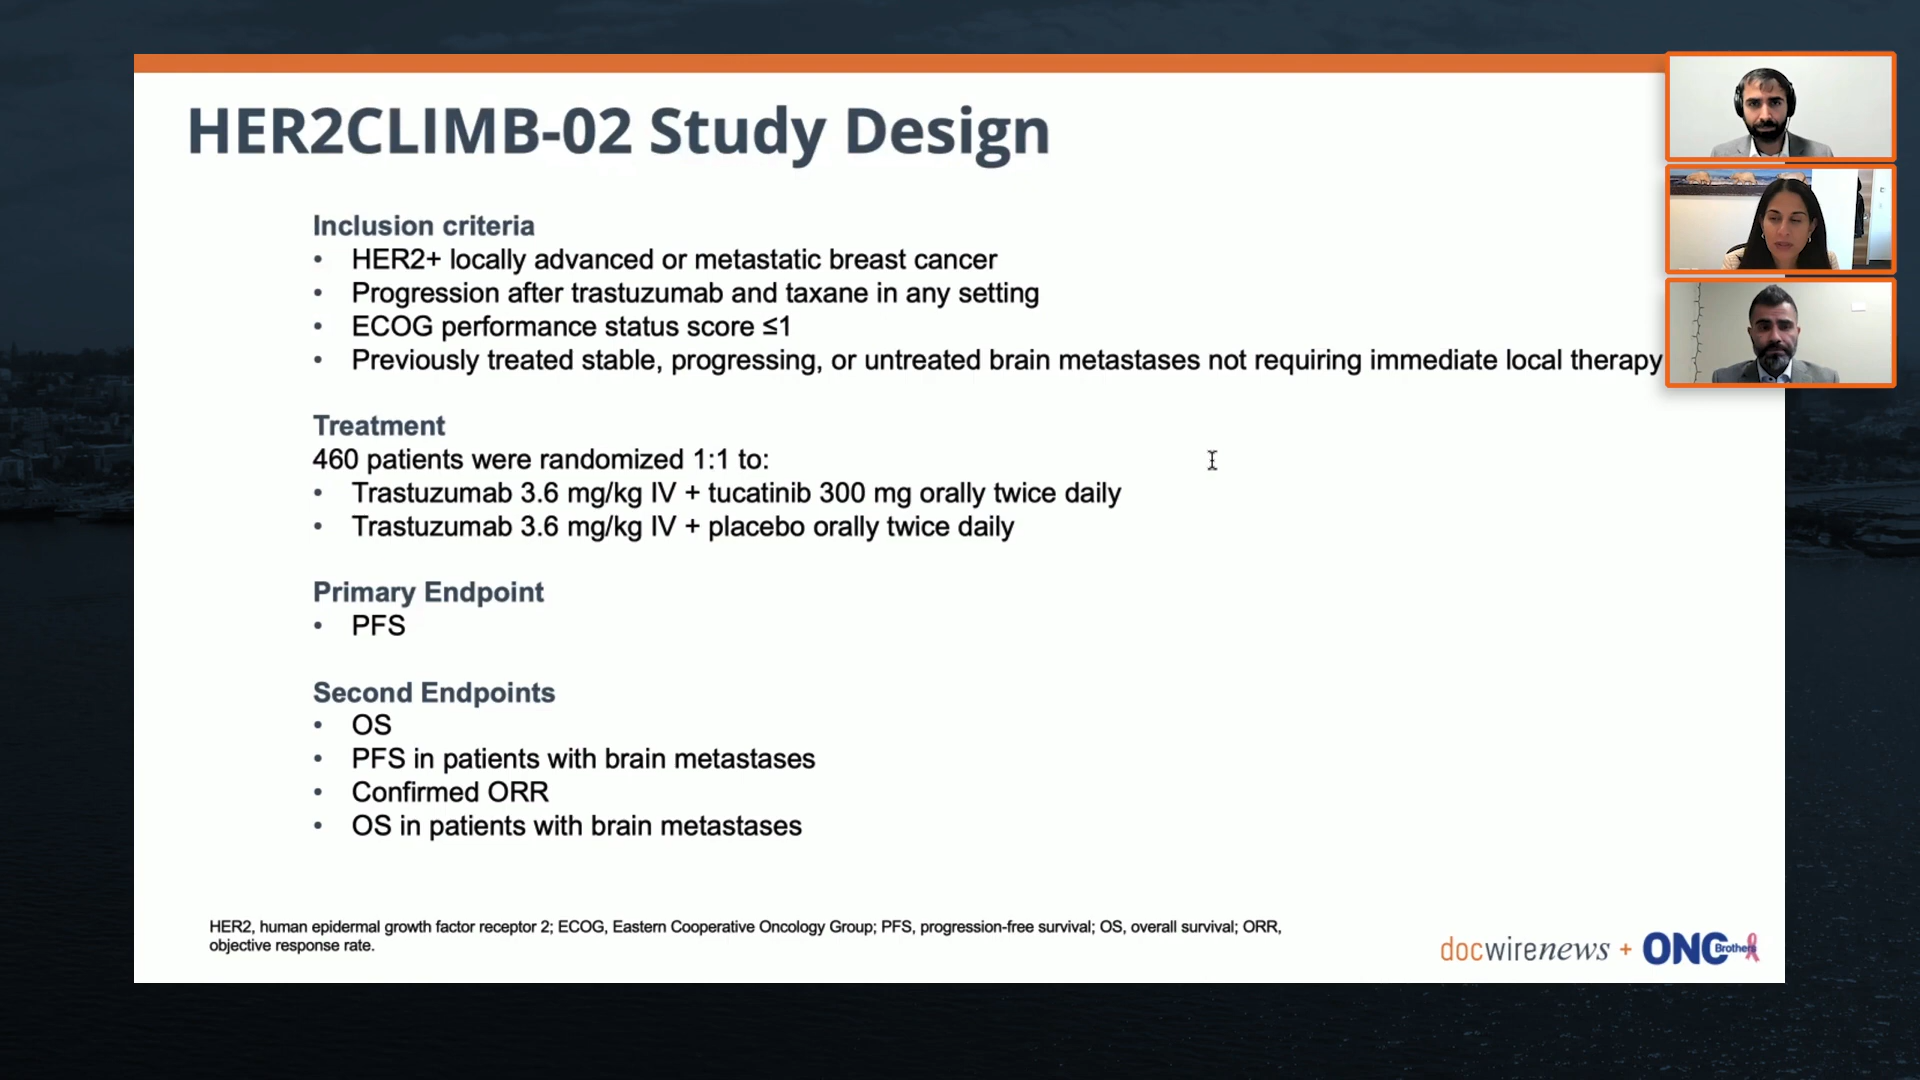 HER2CLIMB-02 Study Design
Inclusion criteria
• HER2+ locally advanced or metastatic breast cancer
• Progression after trastuzumab and taxane in any setting
• ECOG performance status score ≤1
• Previously treated stable, progressing, or untreated brain metastases not requiring immediate local therapy
Treatment
460 patients were randomized 1:1 to:
• Trastuzumab 3.6 mg/kg IV + tucatinib 300 mg orally twice daily
• Trastuzumab 3.6 mg/kg IV + placebo orally twice daily
Primary Endpoint
• PFS
Second Endpoints
• OS
• PFS in patients with brain metastases
• Confirmed ORR
• OS in patients with brain metastases
HER2, human epidermal growth factor receptor 2; ECOG, Eastern Cooperative Oncology Group; PFS, progression-free survival; OS, overall survival; ORR,
objective response rate.
docwirenews + ONC Brothers